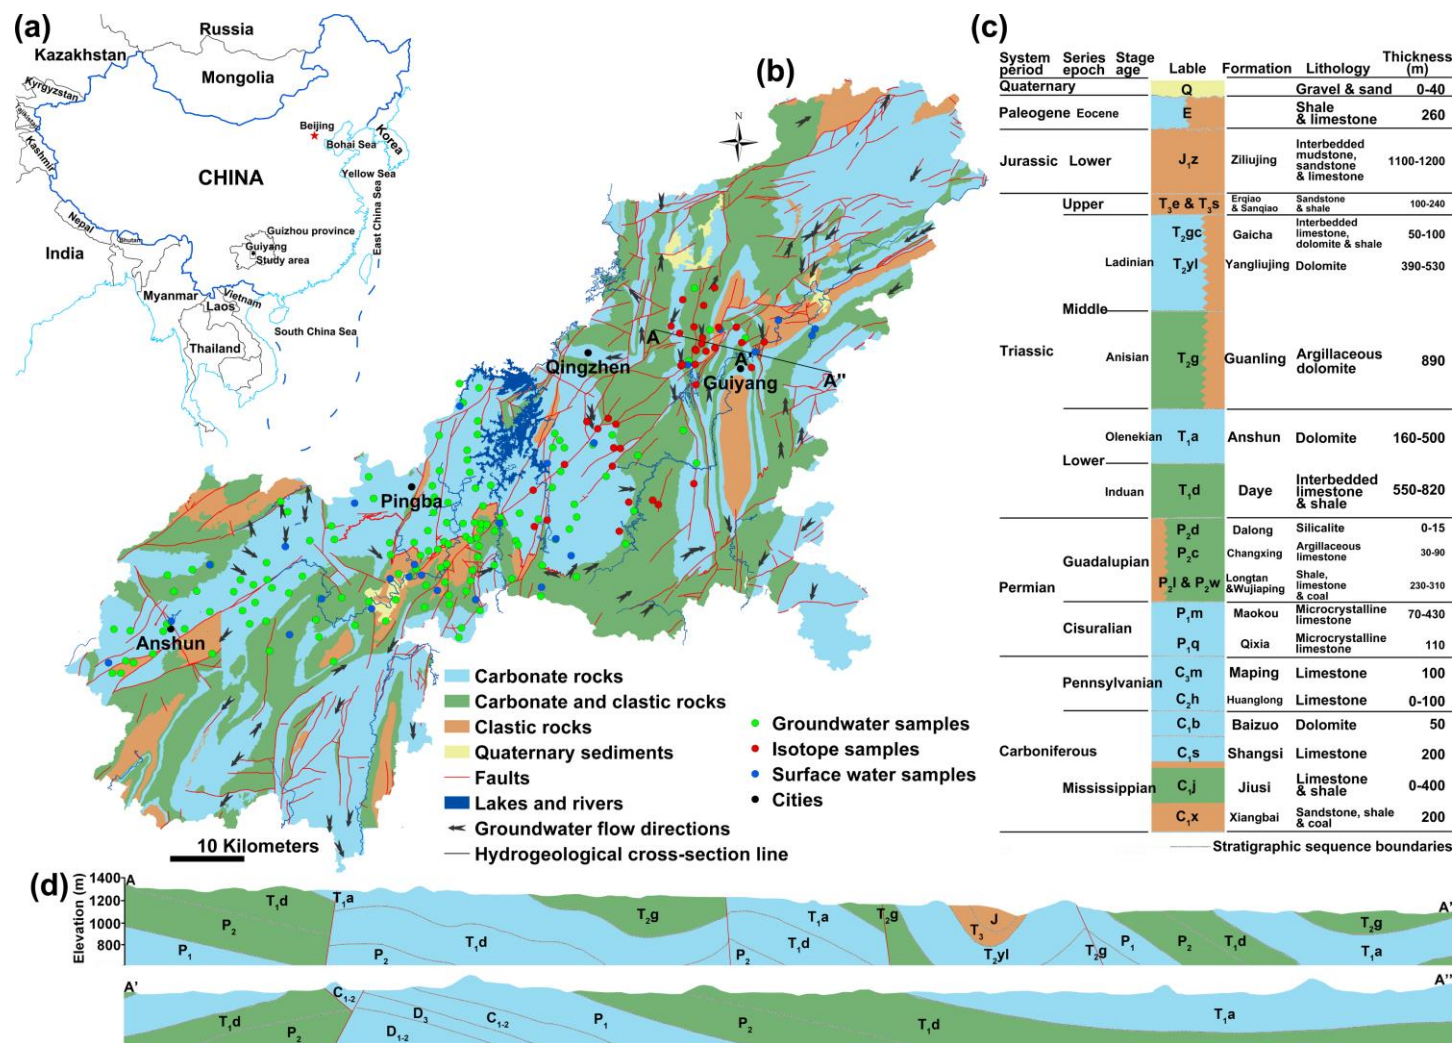 (a)
Russia
Kazakhstan
Mongolia
Kyrgyzstan
Tajikistan
Kashmir
Beijing
Bohai Sea
Korea
Yellow Sea
CHINA
East China Sea
Nepal
Bhutan
India
Guizhou province
Guiyang
Study area
Myanmar
Vietnam
Laos
South China Sea
Thailand
(b)
N
A
A'
A''
Qingzhen
Guiyang
Pingba
Anshun
Carbonate rocks
Carbonate and clastic rocks
Clastic rocks
Quaternary sediments
Faults
Lakes and rivers
Groundwater flow directions
Hydrogeological cross-section line
10 Kilometers
Groundwater samples
Isotope samples
Surface water samples
Cities
(c)
System period Series epoch Stage age Lable Formation Lithology Thickness (m)
Quaternary Q Gravel & sand 0-40
Paleogene Eocene E Shale & limestone 260
Jurassic Lower J₁z Ziliujing Interbedded mudstone, sandstone & limestone 1100-1200
Upper T₃e & T₃s Erqiao & Sanqiao Sandstone & shale 100-240
T₂gc Gaicha Interbedded limestone, dolomite & shale 50-100
Ladinian T₂yl Yangliujing Dolomite 390-530
Middle
Triassic Anisian T₂g Guanling Argillaceous dolomite 890
Olenekian T₁a Anshun Dolomite 160-500
Lower
Induan T₁d Daye Interbedded limestone & shale 550-820
P₂d Dalong Silicalite 0-15
Guadalupian P₂c Changxing Argillaceous limestone 30-90
Permian P₂l & P₂w Longtan &Wujiaping Shale, limestone & coal 230-310
P₁m Maokou Microcrystalline limestone 70-430
Cisuralian
P₁q Qixia Microcrystalline limestone 110
C₃m Maping Limestone 100
Pennsylvanian
C₂h Huanglong Limestone 0-100
C₁b Baizuo Dolomite 50
Carboniferous C₁s Shangsi Limestone 200
Mississippian C₁j Jiusi Limestone & shale 0-400
C₁x Xiangbai Sandstone, shale & coal 200
Stratigraphic sequence boundaries
(d)
Elevation (m)
1400
1200
1000
800
A T₁d P₂ P₁ T₁a T₁d P₂ T₂g T₁a T₁d P₂ T₂g J T₃ T₂yl T₂g P₁ P₂ T₁d T₂g T₁a A'
A' T₁d P₂ C₁₋₂ D₃ D₁₋₂ C₁₋₂ P₁ P₂ T₁d T₁a A''